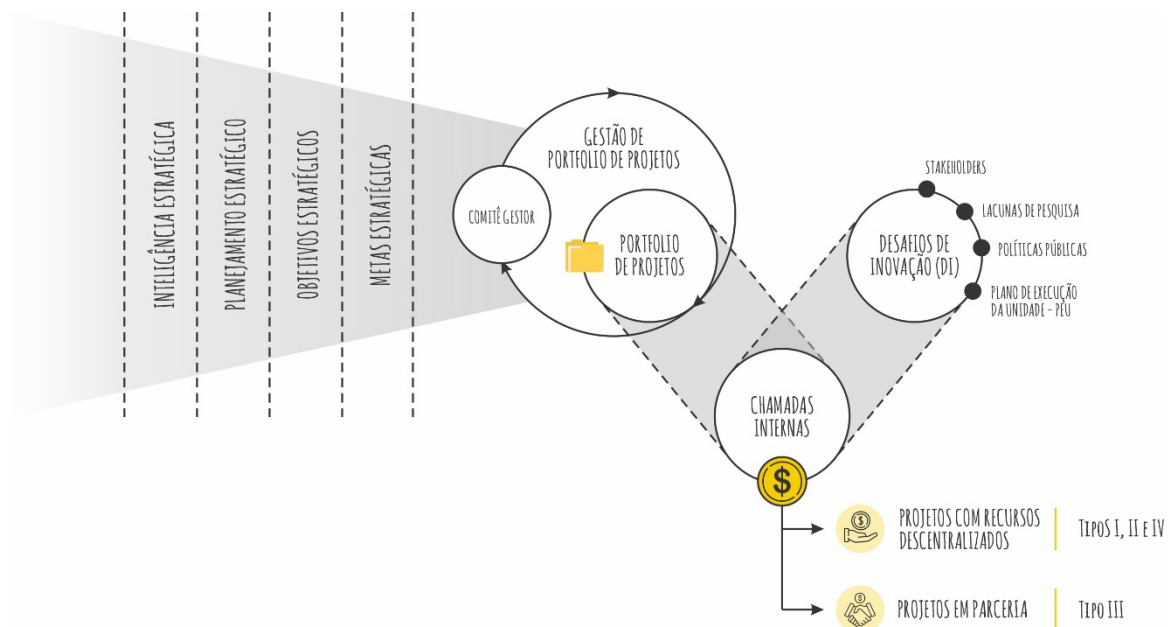 INTELIGÊNCIA ESTRATÉGICA
PLANEJAMENTO ESTRATÉGICO
OBJETIVOS ESTRATÉGICOS
METAS ESTRATÉGICAS
COMITÊ GESTOR
GESTÃO DE
PORTFOLIO DE PROJETOS
PORTFOLIO
DE PROJETOS
DESAFIOS DE
INOVAÇÃO (DI)
STAKEHOLDERS
LACUNAS DE PESQUISA
POLÍTICAS PÚBLICAS
PLANO DE EXECUÇÃO
DA UNIDADE - PEU
CHAMADAS
INTERNAS
$
PROJETOS COM RECURSOS
DESCENTRALIZADOS
TIPOS I, II E IV
PROJETOS EM PARCERIA
TIPO III